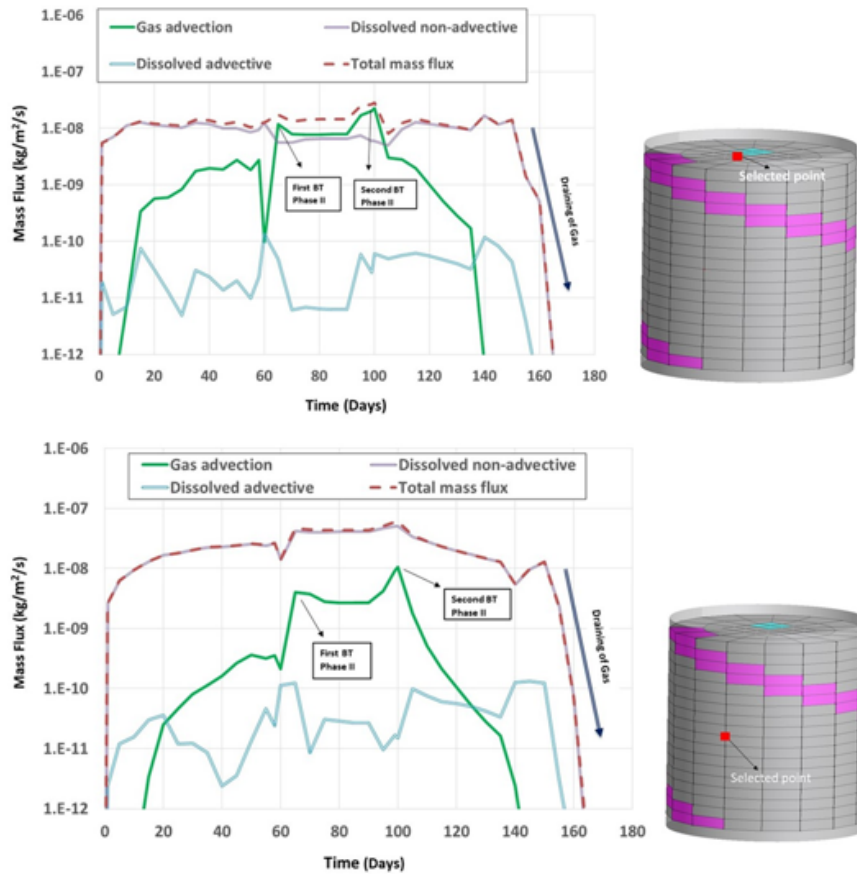 Gas advection
Dissolved non-advective
Dissolved advective
Total mass flux
Mass Flux (kg/m²/s)
1.E-06
1.E-07
1.E-08
1.E-09
1.E-10
1.E-11
1.E-12
First BT
Phase II
Second BT
Phase II
Draining of Gas
0 20 40 60 80 100 120 140 160 180
Time (Days)
Selected point
Gas advection
Dissolved non-advective
Dissolved advective
Total mass flux
Mass Flux (kg/m²/s)
1.E-06
1.E-07
1.E-08
1.E-09
1.E-10
1.E-11
1.E-12
First BT
Phase II
Second BT
Phase II
Draining of Gas
0 20 40 60 80 100 120 140 160 180
Time (Days)
Selected point